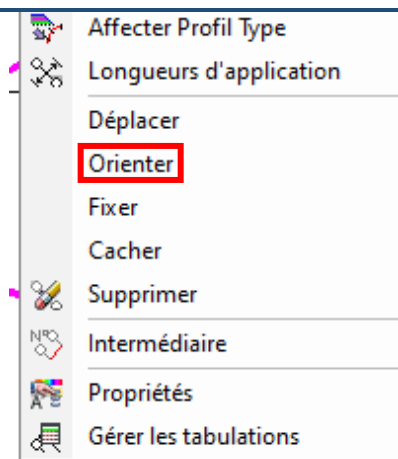 Affecter Profil Type
Longueurs d'application
Déplacer
Orienter
Fixer
Cacher
Supprimer
Intermédiaire
Propriétés
Gérer les tabulations